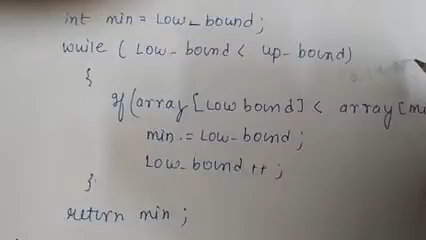 int min = Low_bound;
while ( Low_bound < up_bound)
{
if (array [Low bound] < array [m
min.= Low_bound ;
Low_bound ++ ;
}
return min ;